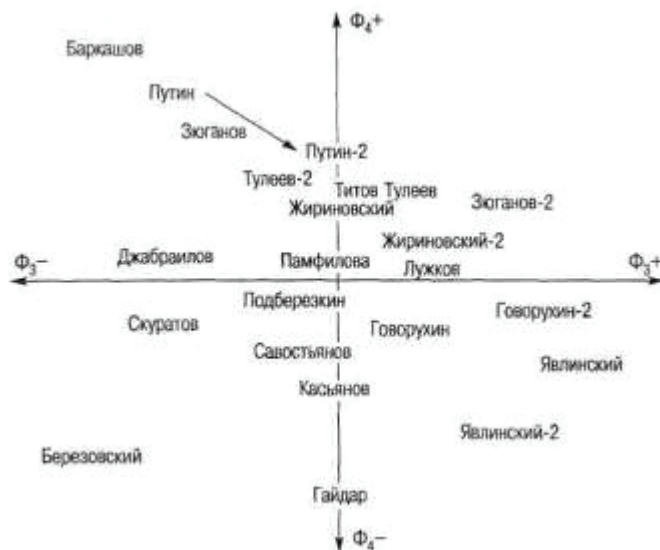 Ф₄+
Баркашов
Путин
Зюганов
Путин-2
Тулеев-2
Титов Тулеев
Зюганов-2
Жириновский
Жириновский-2
Джабраилов
Памфилова
Лужков
Ф₃–
Ф₃+
Подберезкин
Говорухин-2
Скуратов
Говорухин
Савостьянов
Явлинский
Касьянов
Явлинский-2
Березовский
Гайдар
Ф₄–